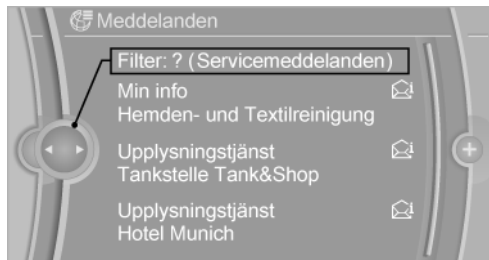 Meddelanden
Filter: ? (Servicemeddelanden)
Min info
Hemden- und Textilreinigung
Upplysningstjänst
Tankstelle Tank&Shop
Upplysningstjänst
Hotel Munich